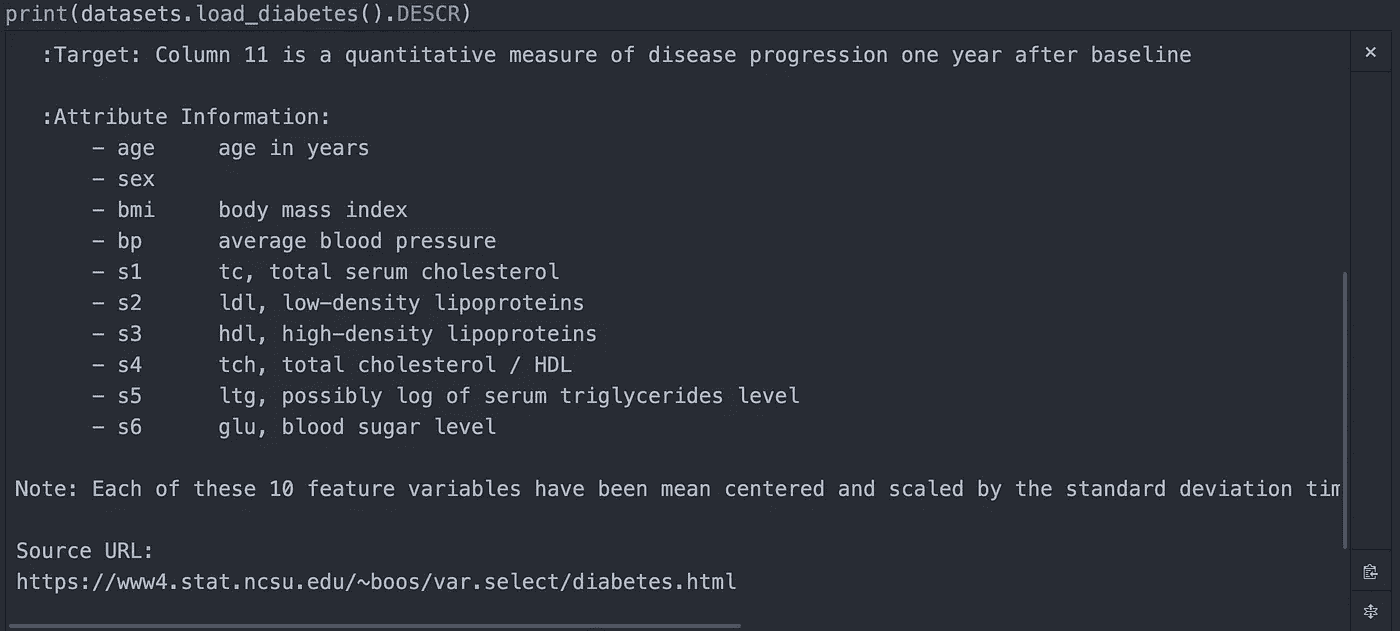 print(datasets.load_diabetes().DESCR)
:Target: Column 11 is a quantitative measure of disease progression one year after baseline
:Attribute Information:
– age age in years
– sex
– bmi body mass index
– bp average blood pressure
– s1 tc, total serum cholesterol
– s2 ldl, low–density lipoproteins
– s3 hdl, high–density lipoproteins
– s4 tch, total cholesterol / HDL
– s5 ltg, possibly log of serum triglycerides level
– s6 glu, blood sugar level
Note: Each of these 10 feature variables have been mean centered and scaled by the standard deviation
Source URL:
https://www4.stat.ncsu.edu/~boos/var.select/diabetes.html